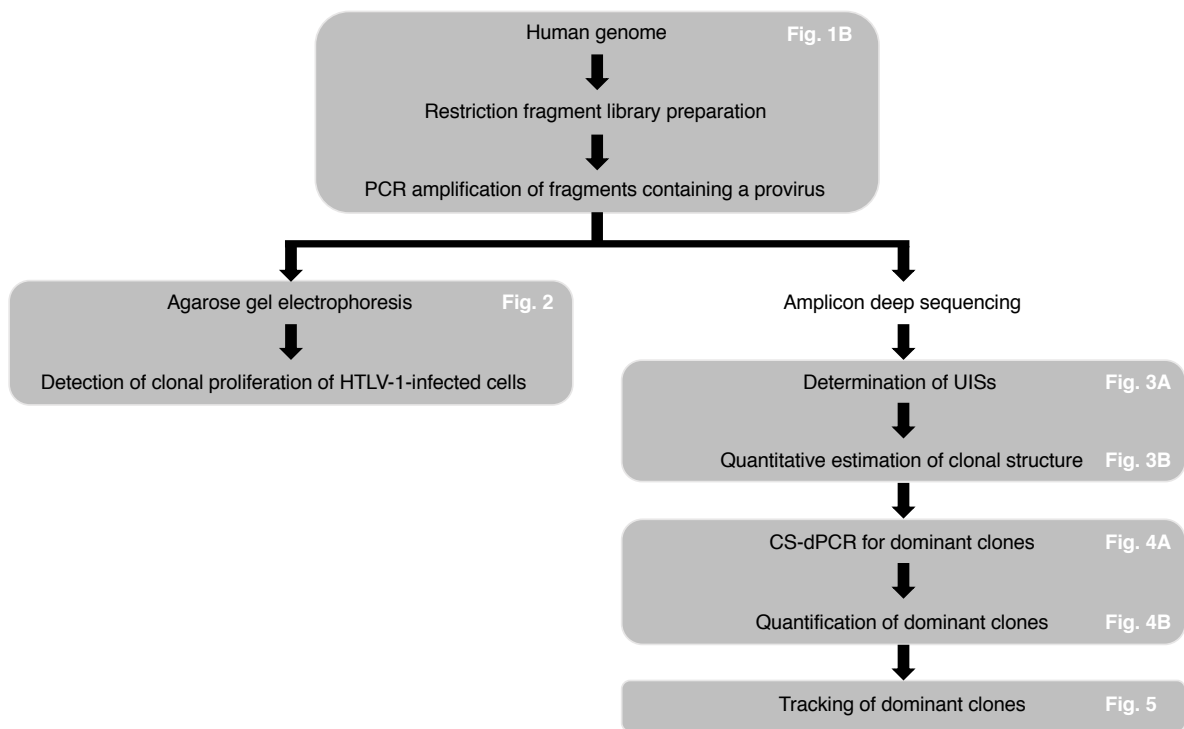 Human genome
Fig. 1B
Restriction fragment library preparation
PCR amplification of fragments containing a provirus
Agarose gel electrophoresis
Fig. 2
Detection of clonal proliferation of HTLV-1-infected cells
Amplicon deep sequencing
Determination of UISs
Fig. 3A
Quantitative estimation of clonal structure
Fig. 3B
CS-dPCR for dominant clones
Fig. 4A
Quantification of dominant clones
Fig. 4B
Tracking of dominant clones
Fig. 5